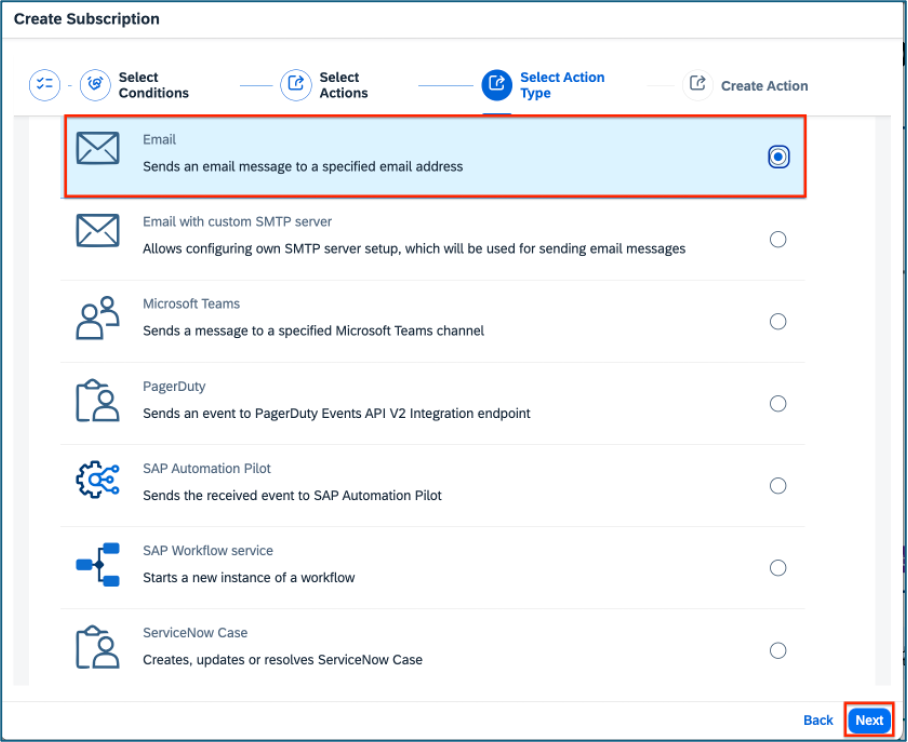 Create Subscription
Select
Conditions
Select
Actions
Select Action
Type
Create Action
Email
Sends an email message to a specified email address
Email with custom SMTP server
Allows configuring own SMTP server setup, which will be used for sending email messages
Microsoft Teams
Sends a message to a specified Microsoft Teams channel
PagerDuty
Sends an event to PagerDuty Events API V2 Integration endpoint
SAP Automation Pilot
Sends the received event to SAP Automation Pilot
SAP Workflow service
Starts a new instance of a workflow
ServiceNow Case
Creates, updates or resolves ServiceNow Case
Back Next